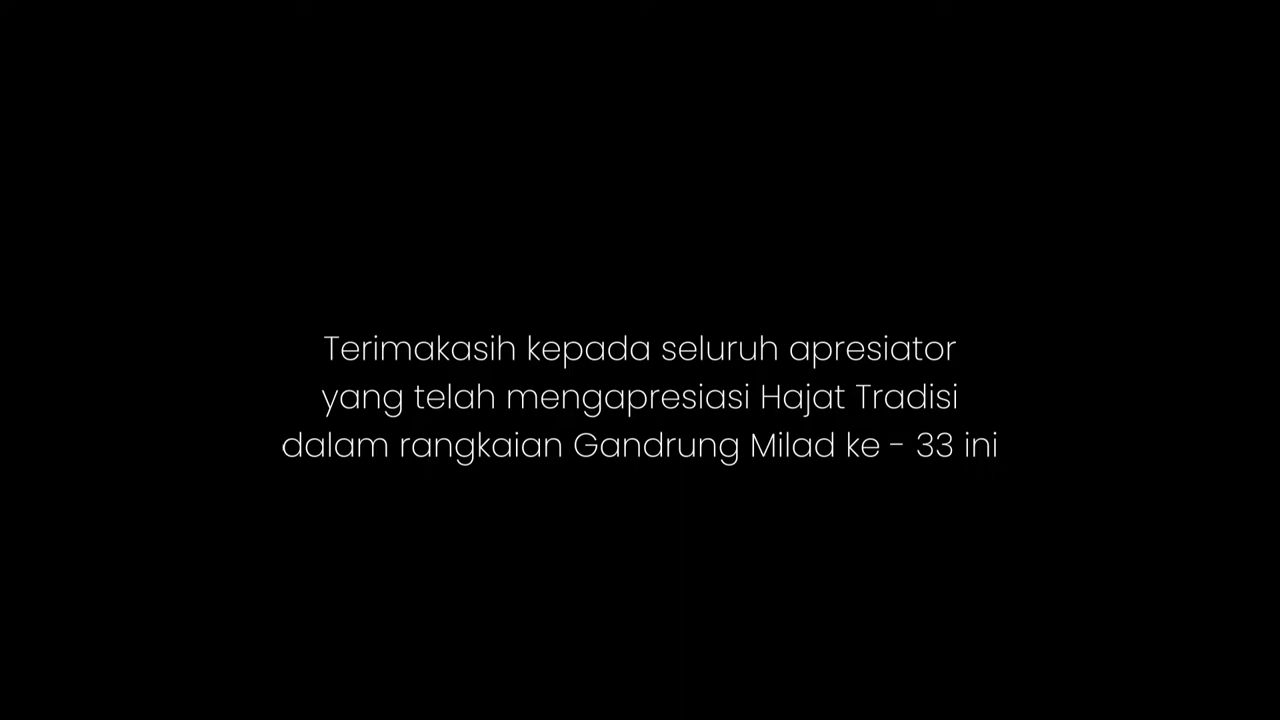 Terimakasih kepada seluruh apresiator
yang telah mengapresiasi Hajat Tradisi
dalam rangkaian Gandrung Milad ke - 33 ini